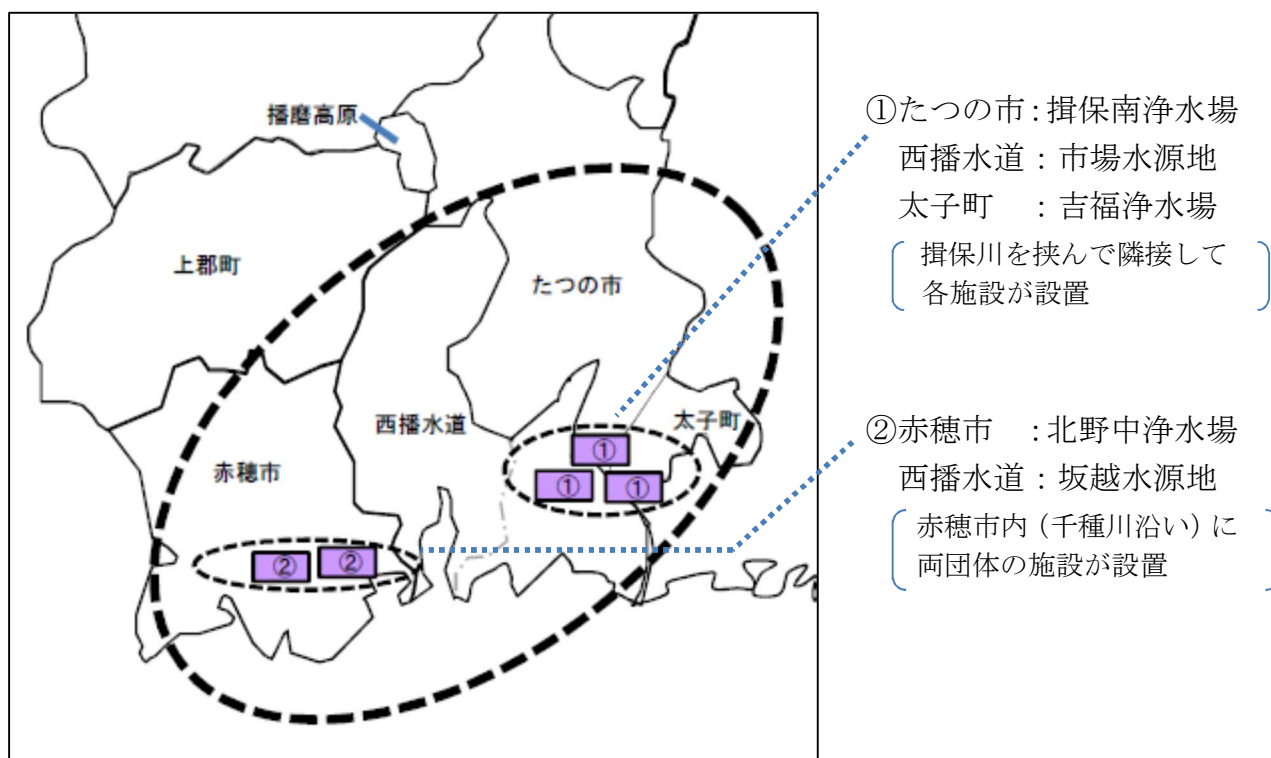 播磨高原
上郡町
たつの市
西播水道
太子町
赤穂市
①
①
①
②
②
①たつの市：揖保南浄水場
西播水道：市場水源地
太子町　：吉福浄水場
揖保川を挟んで隣接して
各施設が設置
②赤穂市　：北野中浄水場
西播水道：坂越水源地
赤穂市内（千種川沿い）に
両団体の施設が設置